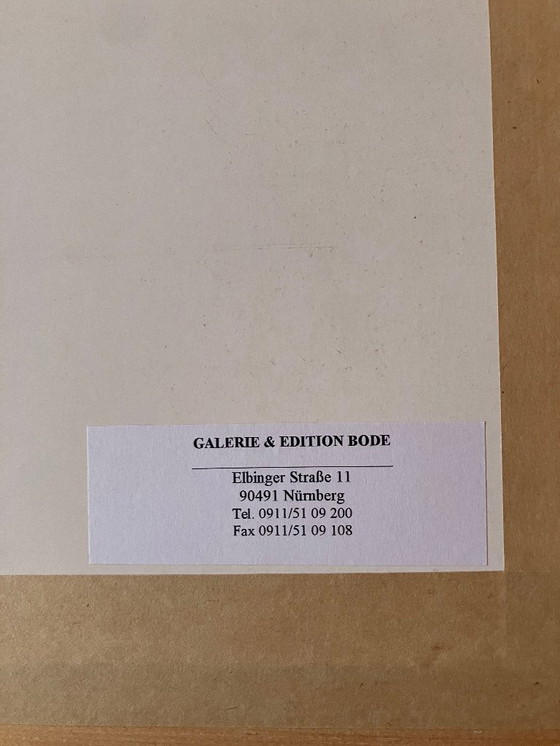 GALERIE & EDITION BODE
Elbinger Straße 11
90491 Nürnberg
Tel. 0911/51 09 200
Fax 0911/51 09 108